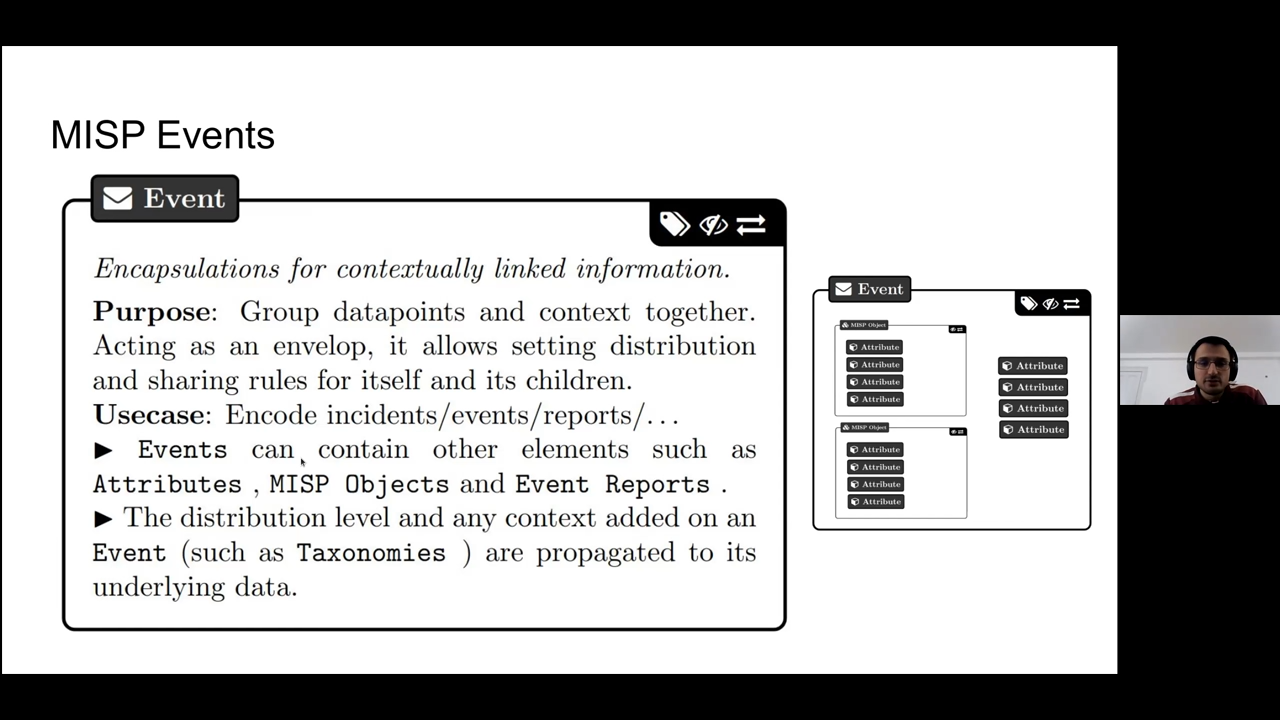 MISP Events
Event
Encapsulations for contextually linked information.
Purpose: Group datapoints and context together.
Acting as an envelop, it allows setting distribution
and sharing rules for itself and its children.
Usecase: Encode incidents/events/reports/...
▶ Events can contain other elements such as
Attributes , MISP Objects and Event Reports .
▶ The distribution level and any context added on an
Event (such as Taxonomies ) are propagated to its
underlying data.
Event
MISP Object
Attribute
Attribute
Attribute
Attribute
MISP Object
Attribute
Attribute
Attribute
Attribute
Attribute
Attribute
Attribute
Attribute